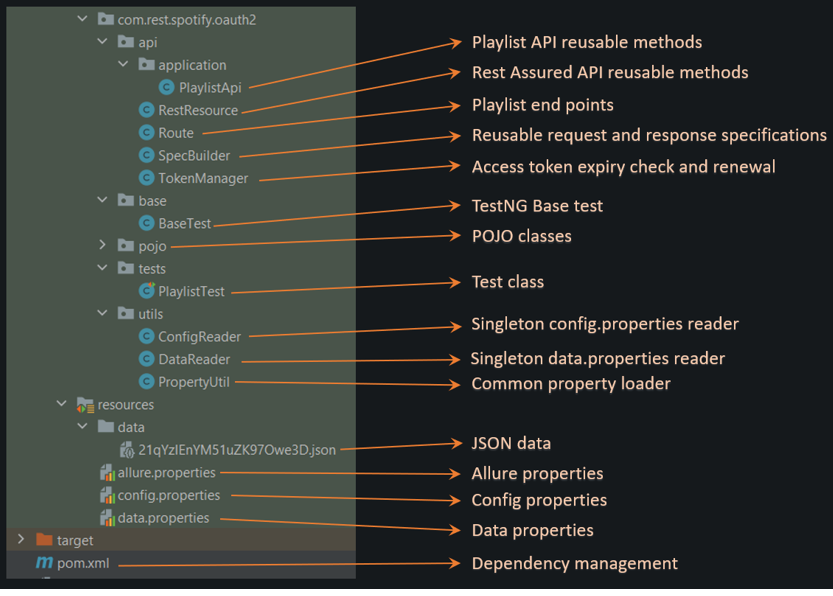 com.rest.spotify.oauth2
api
application
PlaylistApi
Playlist API reusable methods
RestResource
Rest Assured API reusable methods
Route
Playlist end points
SpecBuilder
Reusable request and response specifications
TokenManager
Access token expiry check and renewal
base
BaseTest
TestNG Base test
pojo
POJO classes
tests
PlaylistTest
Test class
utils
ConfigReader
Singleton config.properties reader
DataReader
Singleton data.properties reader
PropertyUtil
Common property loader
resources
data
21qYzIEnYM51uZK97Owe3D.json
JSON data
allure.properties
Allure properties
config.properties
Config properties
data.properties
Data properties
target
pom.xml
Dependency management